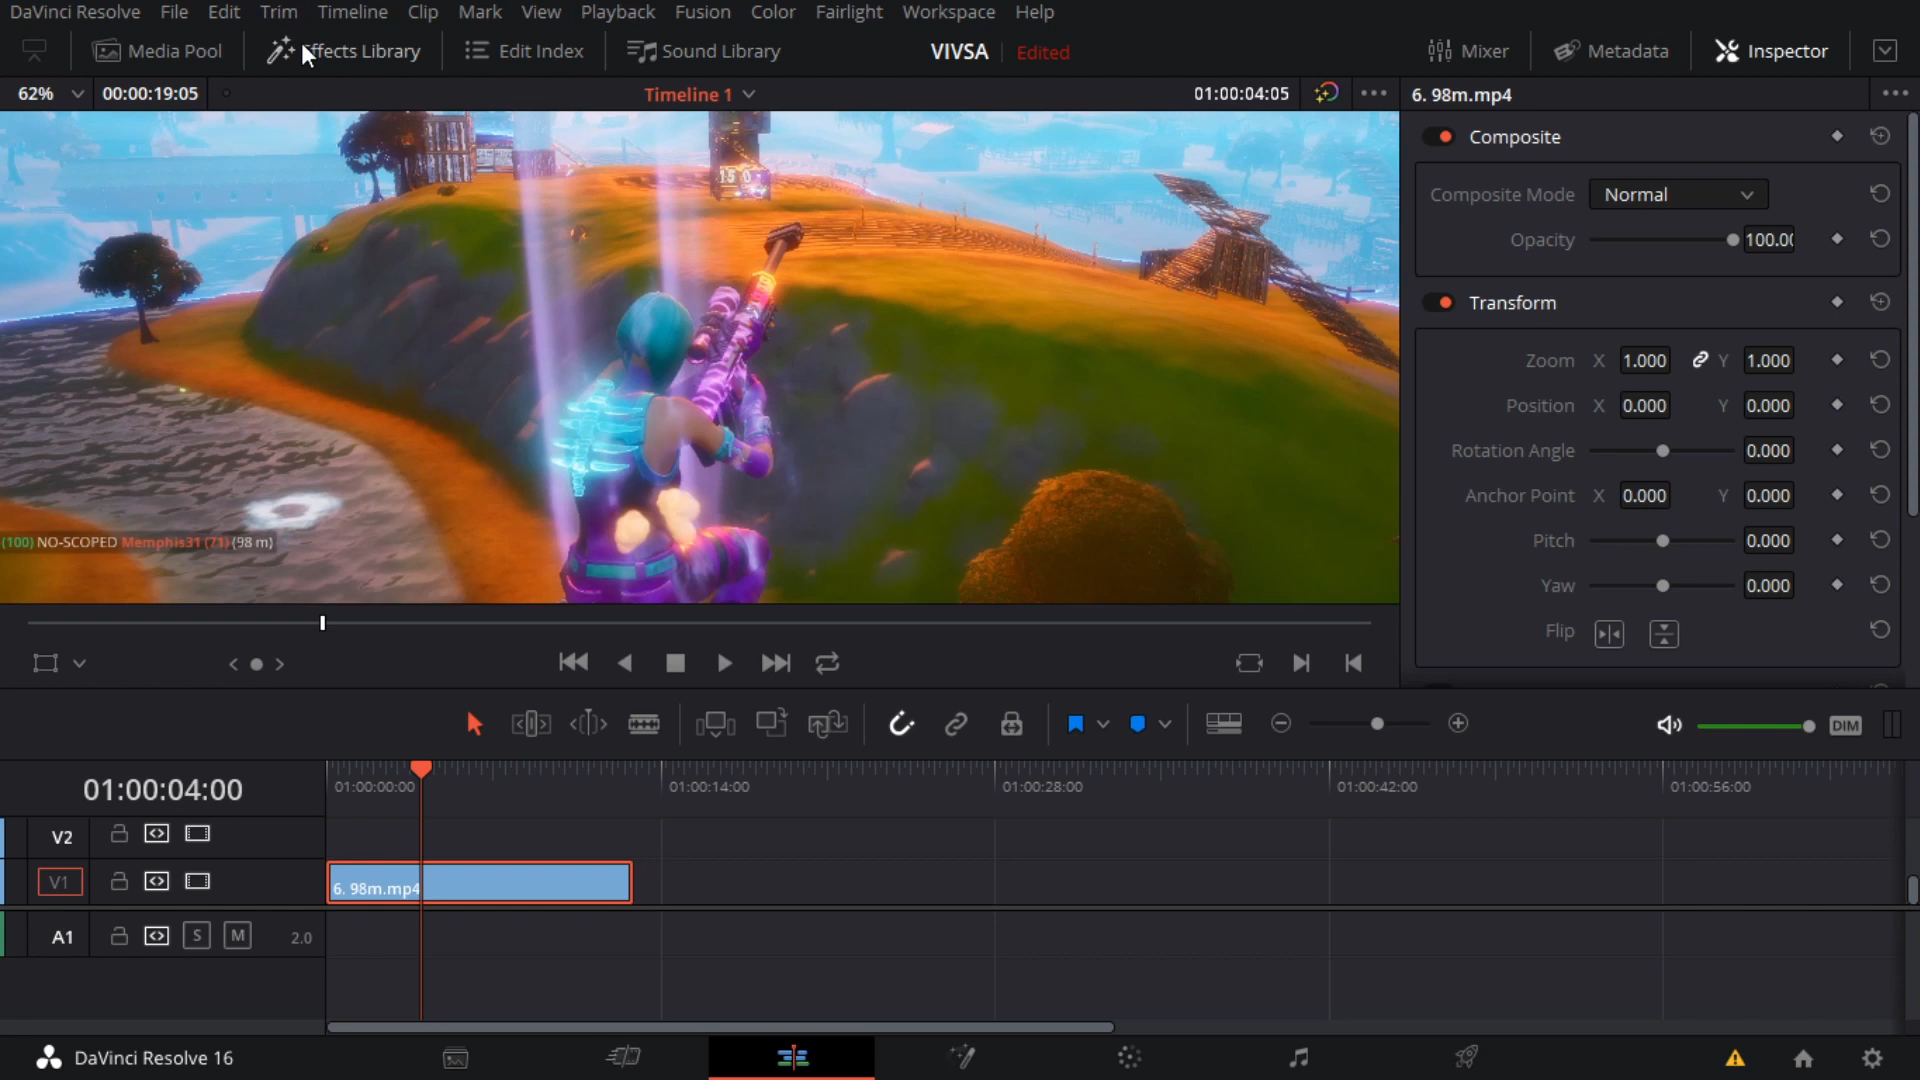 DaVinci Resolve File Edit Trim Timeline Clip Mark View Playback Fusion Color Fairlight Workspace Help
Media Pool Effects Library Edit Index Sound Library VIVSA Edited Mixer Metadata Inspector
62% 00:00:19:05 Timeline 1 01:00:04:05 6. 98m.mp4
Composite
Composite Mode Normal
Opacity 100.00
Transform
Zoom X 1.000 Y 1.000
Position X 0.000 Y 0.000
Rotation Angle 0.000
Anchor Point X 0.000 Y 0.000
Pitch 0.000
Yaw 0.000
Flip
15 0
(100) NO-SCOPED Memphis31 (71) (98 m)
DIM
01:00:04:00 01:00:00:00 01:00:14:00 01:00:28:00 01:00:42:00 01:00:56:00
V2
V1 6. 98m.mp4
A1 S M 2.0
DaVinci Resolve 16